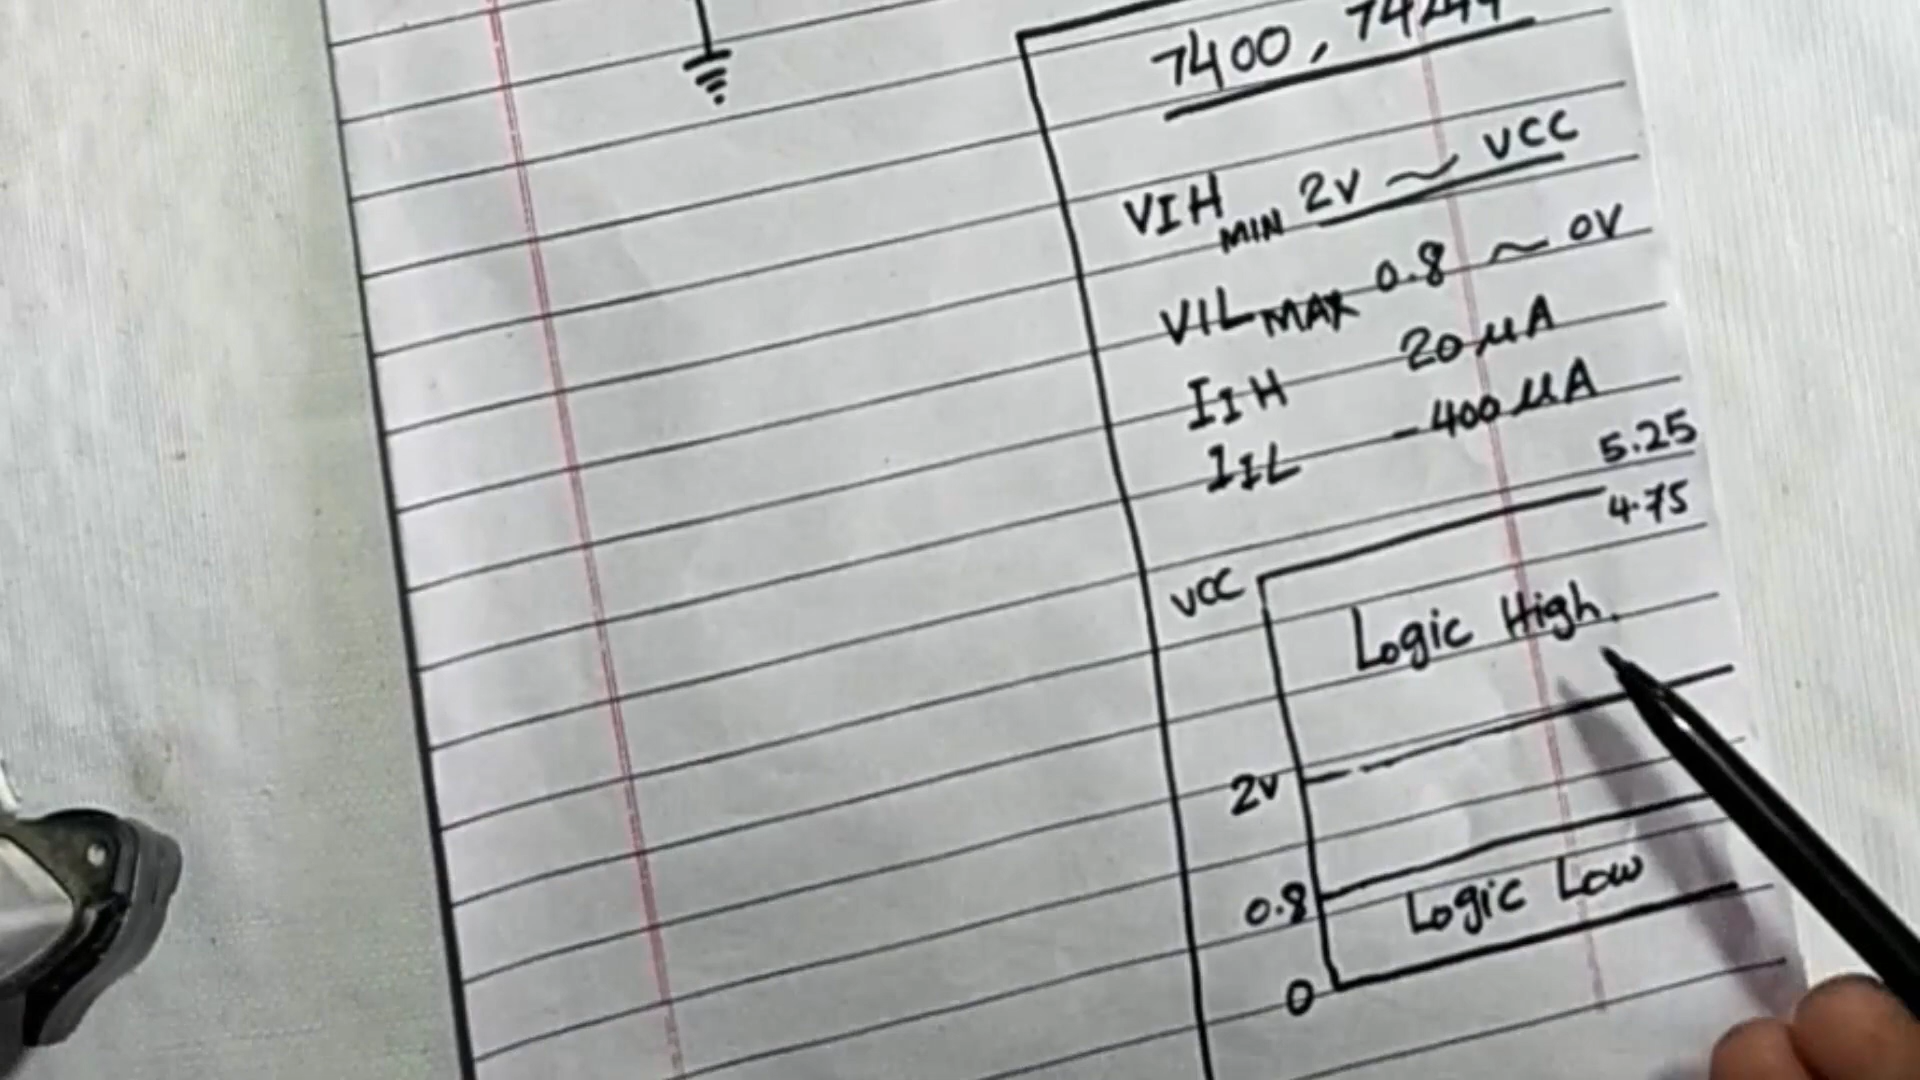 7400,
VIH MIN 2V ~ VCC
VIL MAX 0.8 ~ 0V
IIH 20 μA
IIL -400 μA
5.25
4.75
VCC
Logic High.
2V
0.8
Logic Low
0